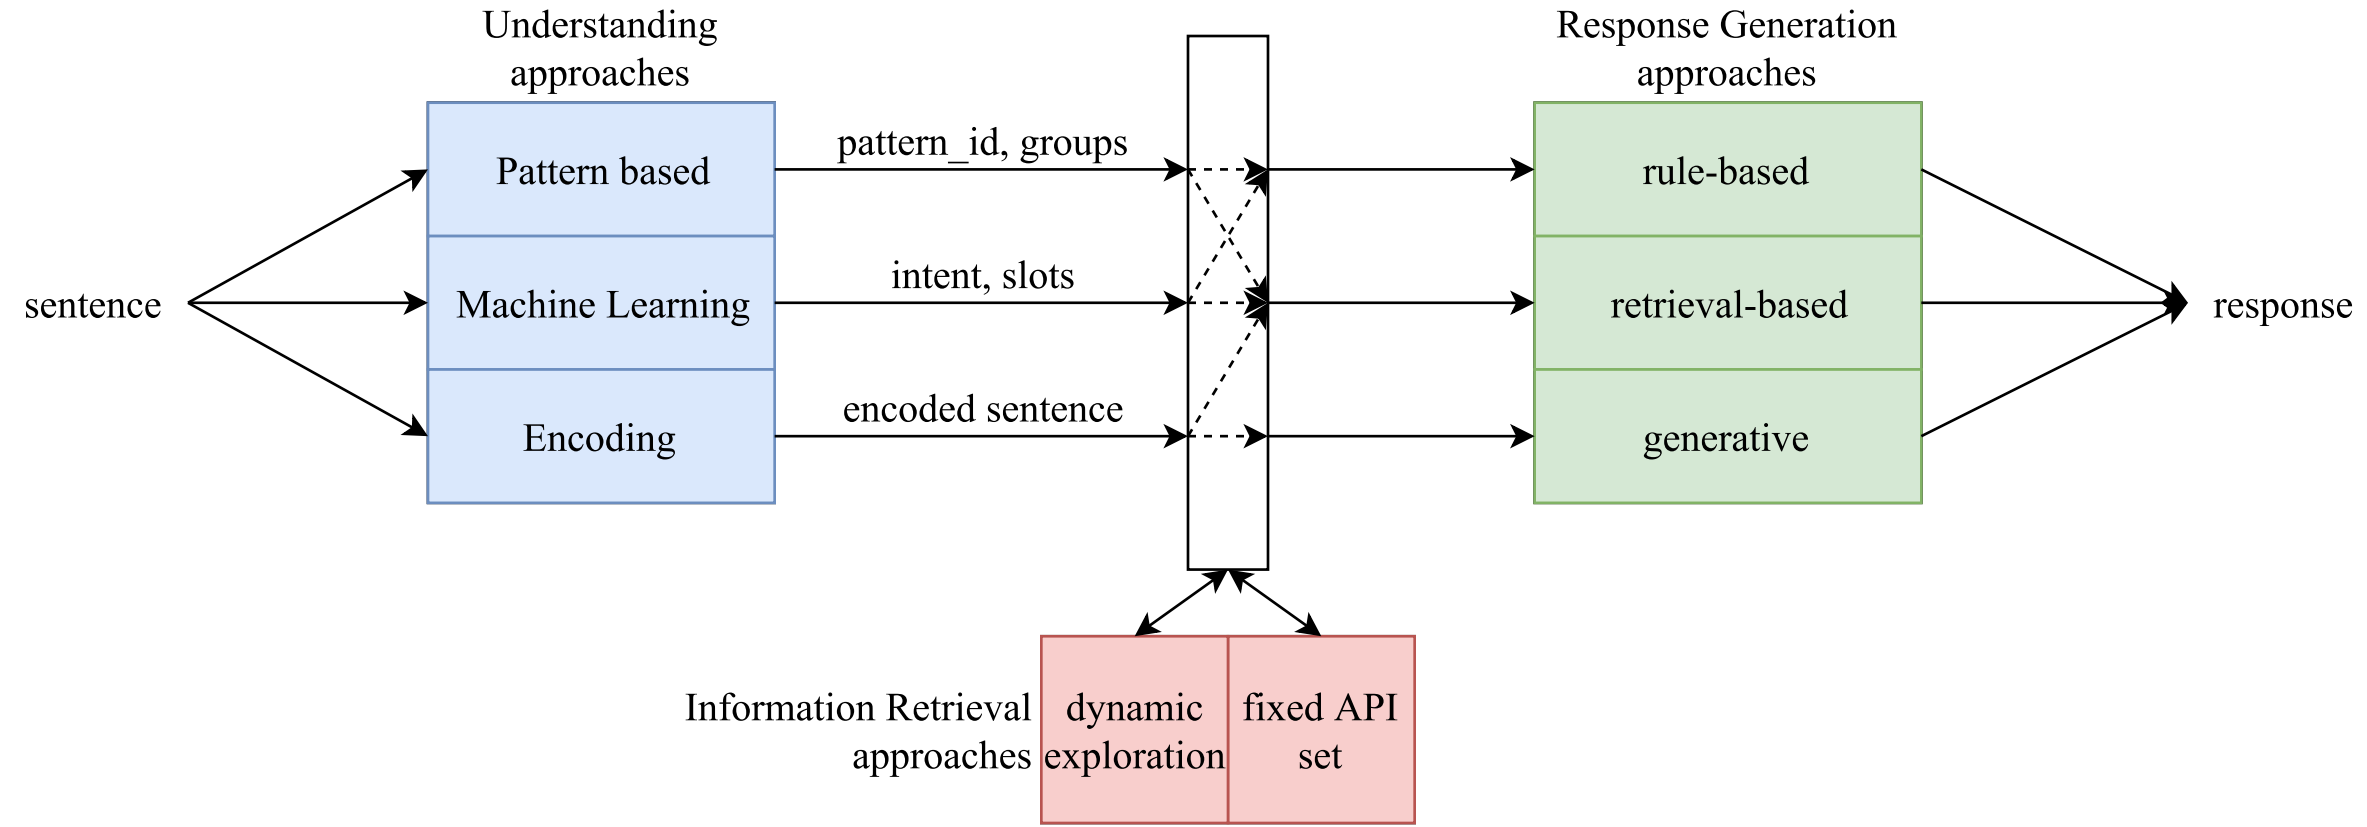 Understanding
approaches
Response Generation
approaches
pattern_id, groups
Pattern based
rule-based
intent, slots
sentence
Machine Learning
retrieval-based
response
encoded sentence
Encoding
generative
Information Retrieval
approaches
dynamic
exploration
fixed API
set